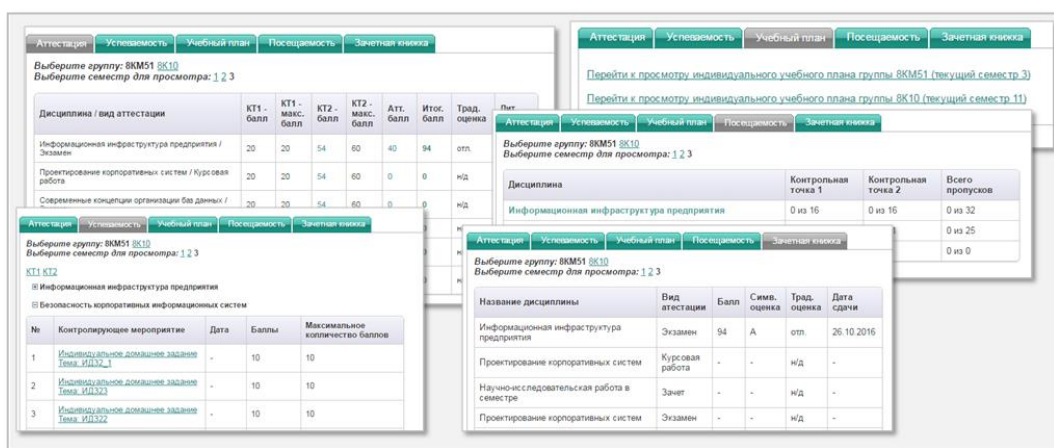 Аттестация Успеваемость Учебный план Посещаемость Зачетная книжка
Выберите группу: 8КМ51 8К10
Выберите семестр для просмотра: 1 2 3
Дисциплина / вид аттестации КТ1 - балл КТ1 - макс. балл КТ2 - балл КТ2 - макс. балл Атт. балл Итог. балл Трад. оценка
Информационная инфраструктура предприятия / Экзамен 20 20 54 60 40 94 отл.
Проектирование корпоративных систем / Курсовая работа 20 20 54 60 0 0 н/д
Современные концепции организации баз данных / 20 20 54 60 0 0 н/д
Аттестация Успеваемость Учебный план Посещаемость Зачетная книжка
Перейти к просмотру индивидуального учебного плана группы 8КМ51 (текущий семестр 3)
Перейти к просмотру индивидуального учебного плана группы 8К10 (текущий семестр 11)
Аттестация Успеваемость Учебный план Посещаемость Зачетная книжка
Выберите группу: 8КМ51 8К10
Выберите семестр для просмотра: 1 2 3
Дисциплина Контрольная точка 1 Контрольная точка 2 Всего пропусков
Информационная инфраструктура предприятия 0 из 16 0 из 16 0 из 32
0 из 25
0 из 0
Аттестация Успеваемость Учебный план Посещаемость Зачетная книжка
Выберите группу: 8КМ51 8К10
Выберите семестр для просмотра: 1 2 3
КТ1 КТ2
Информационная инфраструктура предприятия
Безопасность корпоративных информационных систем
№ Контролирующее мероприятие Дата Баллы Максимальное колличество баллов
1 Индивидуальное домашнее задание - 10 10
Тема: ИДЗ2_1
2 Индивидуальное домашнее задание - 10 10
Тема: ИДЗ23
3 Индивидуальное домашнее задание - 10 10
Тема: ИДЗ22
Аттестация Успеваемость Учебный план Посещаемость Зачетная книжка
Выберите группу: 8КМ51 8К10
Выберите семестр для просмотра: 1 2 3
Название дисциплины Вид атестации Балл Симв. оценка Трад. оценка Дата сдачи
Информационная инфраструктура предприятия Экзамен 94 A отл. 26.10.2016
Проектирование корпоративных систем Курсовая работа - - н/д -
Научно-исследовательская работа в семестре Зачет - - н/д -
Проектирование корпоративных систем Экзамен - - н/д -